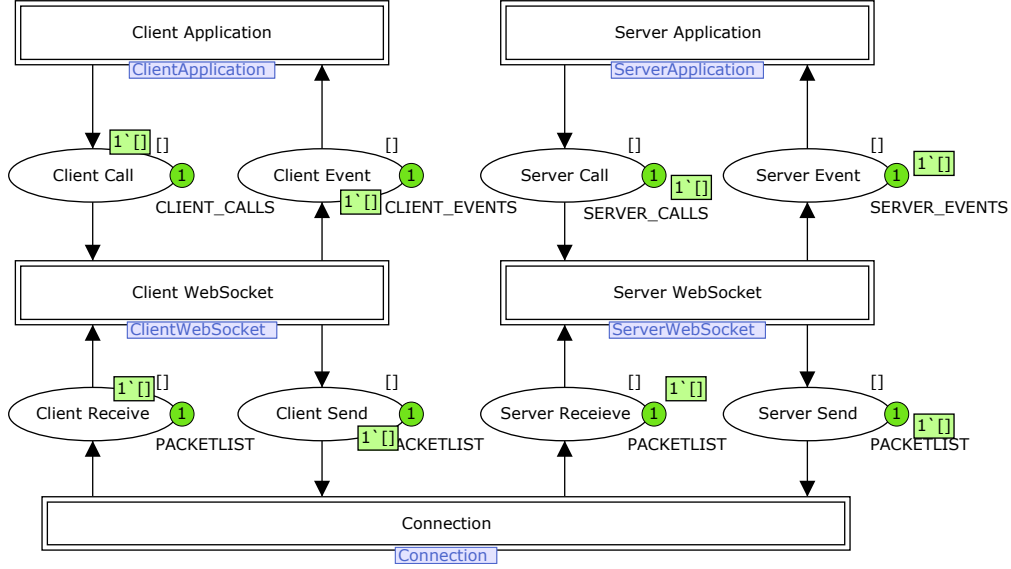 Client Application
Server Application
ClientApplication
ServerApplication
1`[]
[]
[]
[]
[]
Client Call
1
Client Event
1
Server Call
1
Server Event
1
1`[]
1`[]
1`[]
CLIENT_CALLS
CLIENT_EVENTS
SERVER_CALLS
SERVER_EVENTS
Client WebSocket
Server WebSocket
ClientWebSocket
ServerWebSocket
1`[]
[]
[]
[]
1`[]
[]
Client Receive
1
Client Send
1
Server Receieve
1
Server Send
1
1`[]
1`[]
PACKETLIST
ACKETLIST
PACKETLIST
PACKETLIST
Connection
Connection